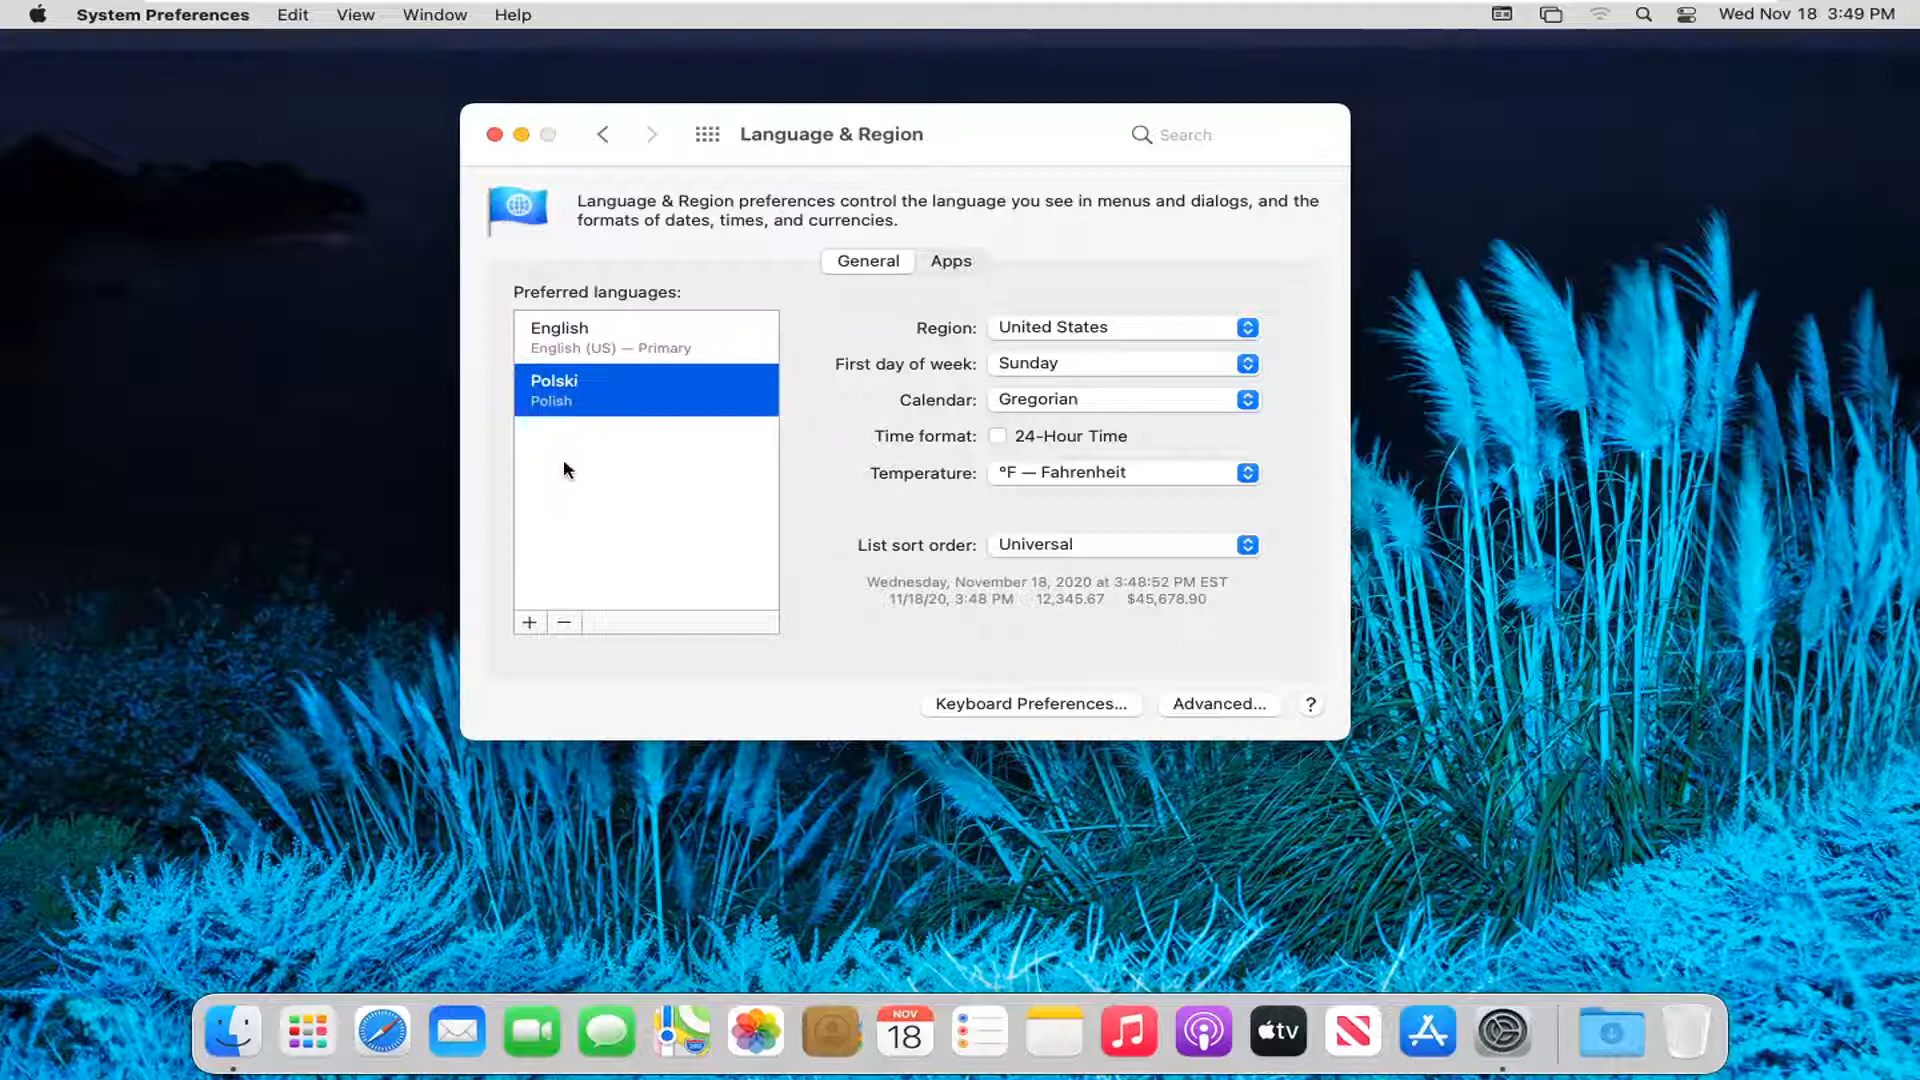 System Preferences Edit View Window Help Wed Nov 18 3:49 PM
Language & Region Search
Language & Region preferences control the language you see in menus and dialogs, and the
formats of dates, times, and currencies.
General Apps
Preferred languages:
English
English (US) — Primary
Polski
Polish
+ −
Region: United States
First day of week: Sunday
Calendar: Gregorian
Time format: 24-Hour Time
Temperature: °F — Fahrenheit
List sort order: Universal
Wednesday, November 18, 2020 at 3:48:52 PM EST
11/18/20, 3:48 PM 12,345.67 $45,678.90
Keyboard Preferences... Advanced... ?
NOV
18
tv